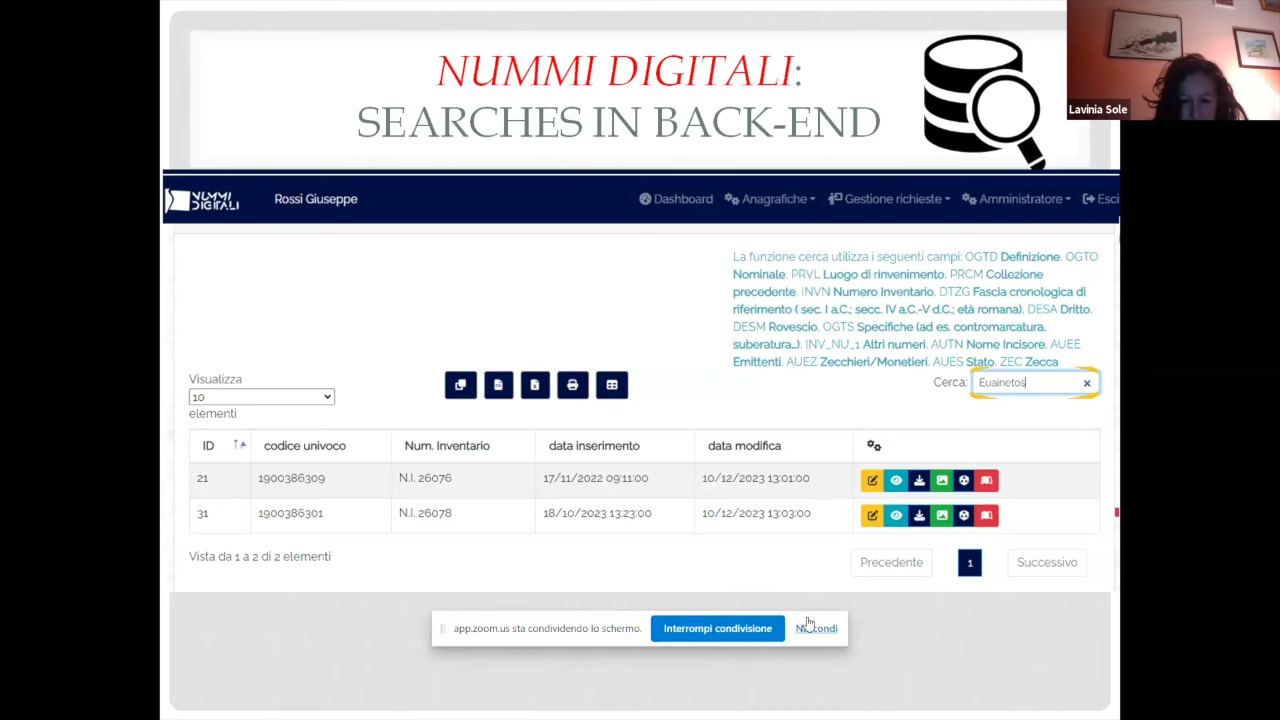 NUMMI DIGITALI:
SEARCHES IN BACK-END
Lavinia Sole
NUMMI
DIGITALI
Rossi Giuseppe
Dashboard
Anagrafiche
Gestione richieste
Amministratore
Esci
La funzione cerca utilizza i seguenti campi: OGTD Definizione. OGTO
Nominale. PRVL Luogo di rinvenimento. PRCM Collezione
precedente. INVN Numero Inventario. DTZG Fascia cronologica di
riferimento ( sec. I a.C.; secc. IV a.C.-V d.C.; età romana). DESA Dritto.
DESM Rovescio. OGTS Specifiche (ad es. contromarcatura,
suberatura...). INV_NU_1 Altri numeri. AUTN Nome Incisore. AUEE
Emittenti. AUEZ Zecchieri/Monetieri. AUES Stato. ZEC Zecca
Visualizza
10
elementi
Cerca: Euainetos
ID codice univoco Num. Inventario data inserimento data modifica
21 1900386309 N.I. 26076 17/11/2022 09:11:00 10/12/2023 13:01:00
31 1900386301 N.I. 26078 18/10/2023 13:23:00 10/12/2023 13:03:00
Vista da 1 a 2 di 2 elementi
Precedente 1 Successivo
app.zoom.us sta condividendo lo schermo. Interrompi condivisione